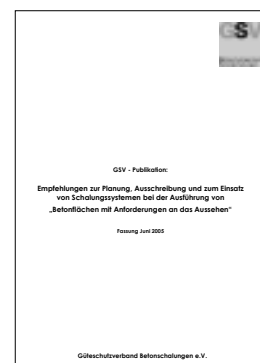 GSV
GSV - Publikation:
Empfehlungen zur Planung, Ausschreibung und zum Einsatz
von Schalungssystemen bei der Ausführung von
„Betonflächen mit Anforderungen an das Aussehen“
Fassung Juni 2005
Güteschutzverband Betonschalungen e.V.